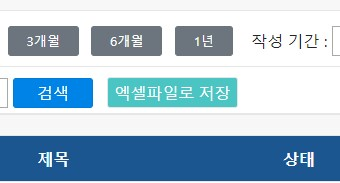 3개월 6개월 1년 작성 기간 :
검색 엑셀파일로 저장
제목 상태